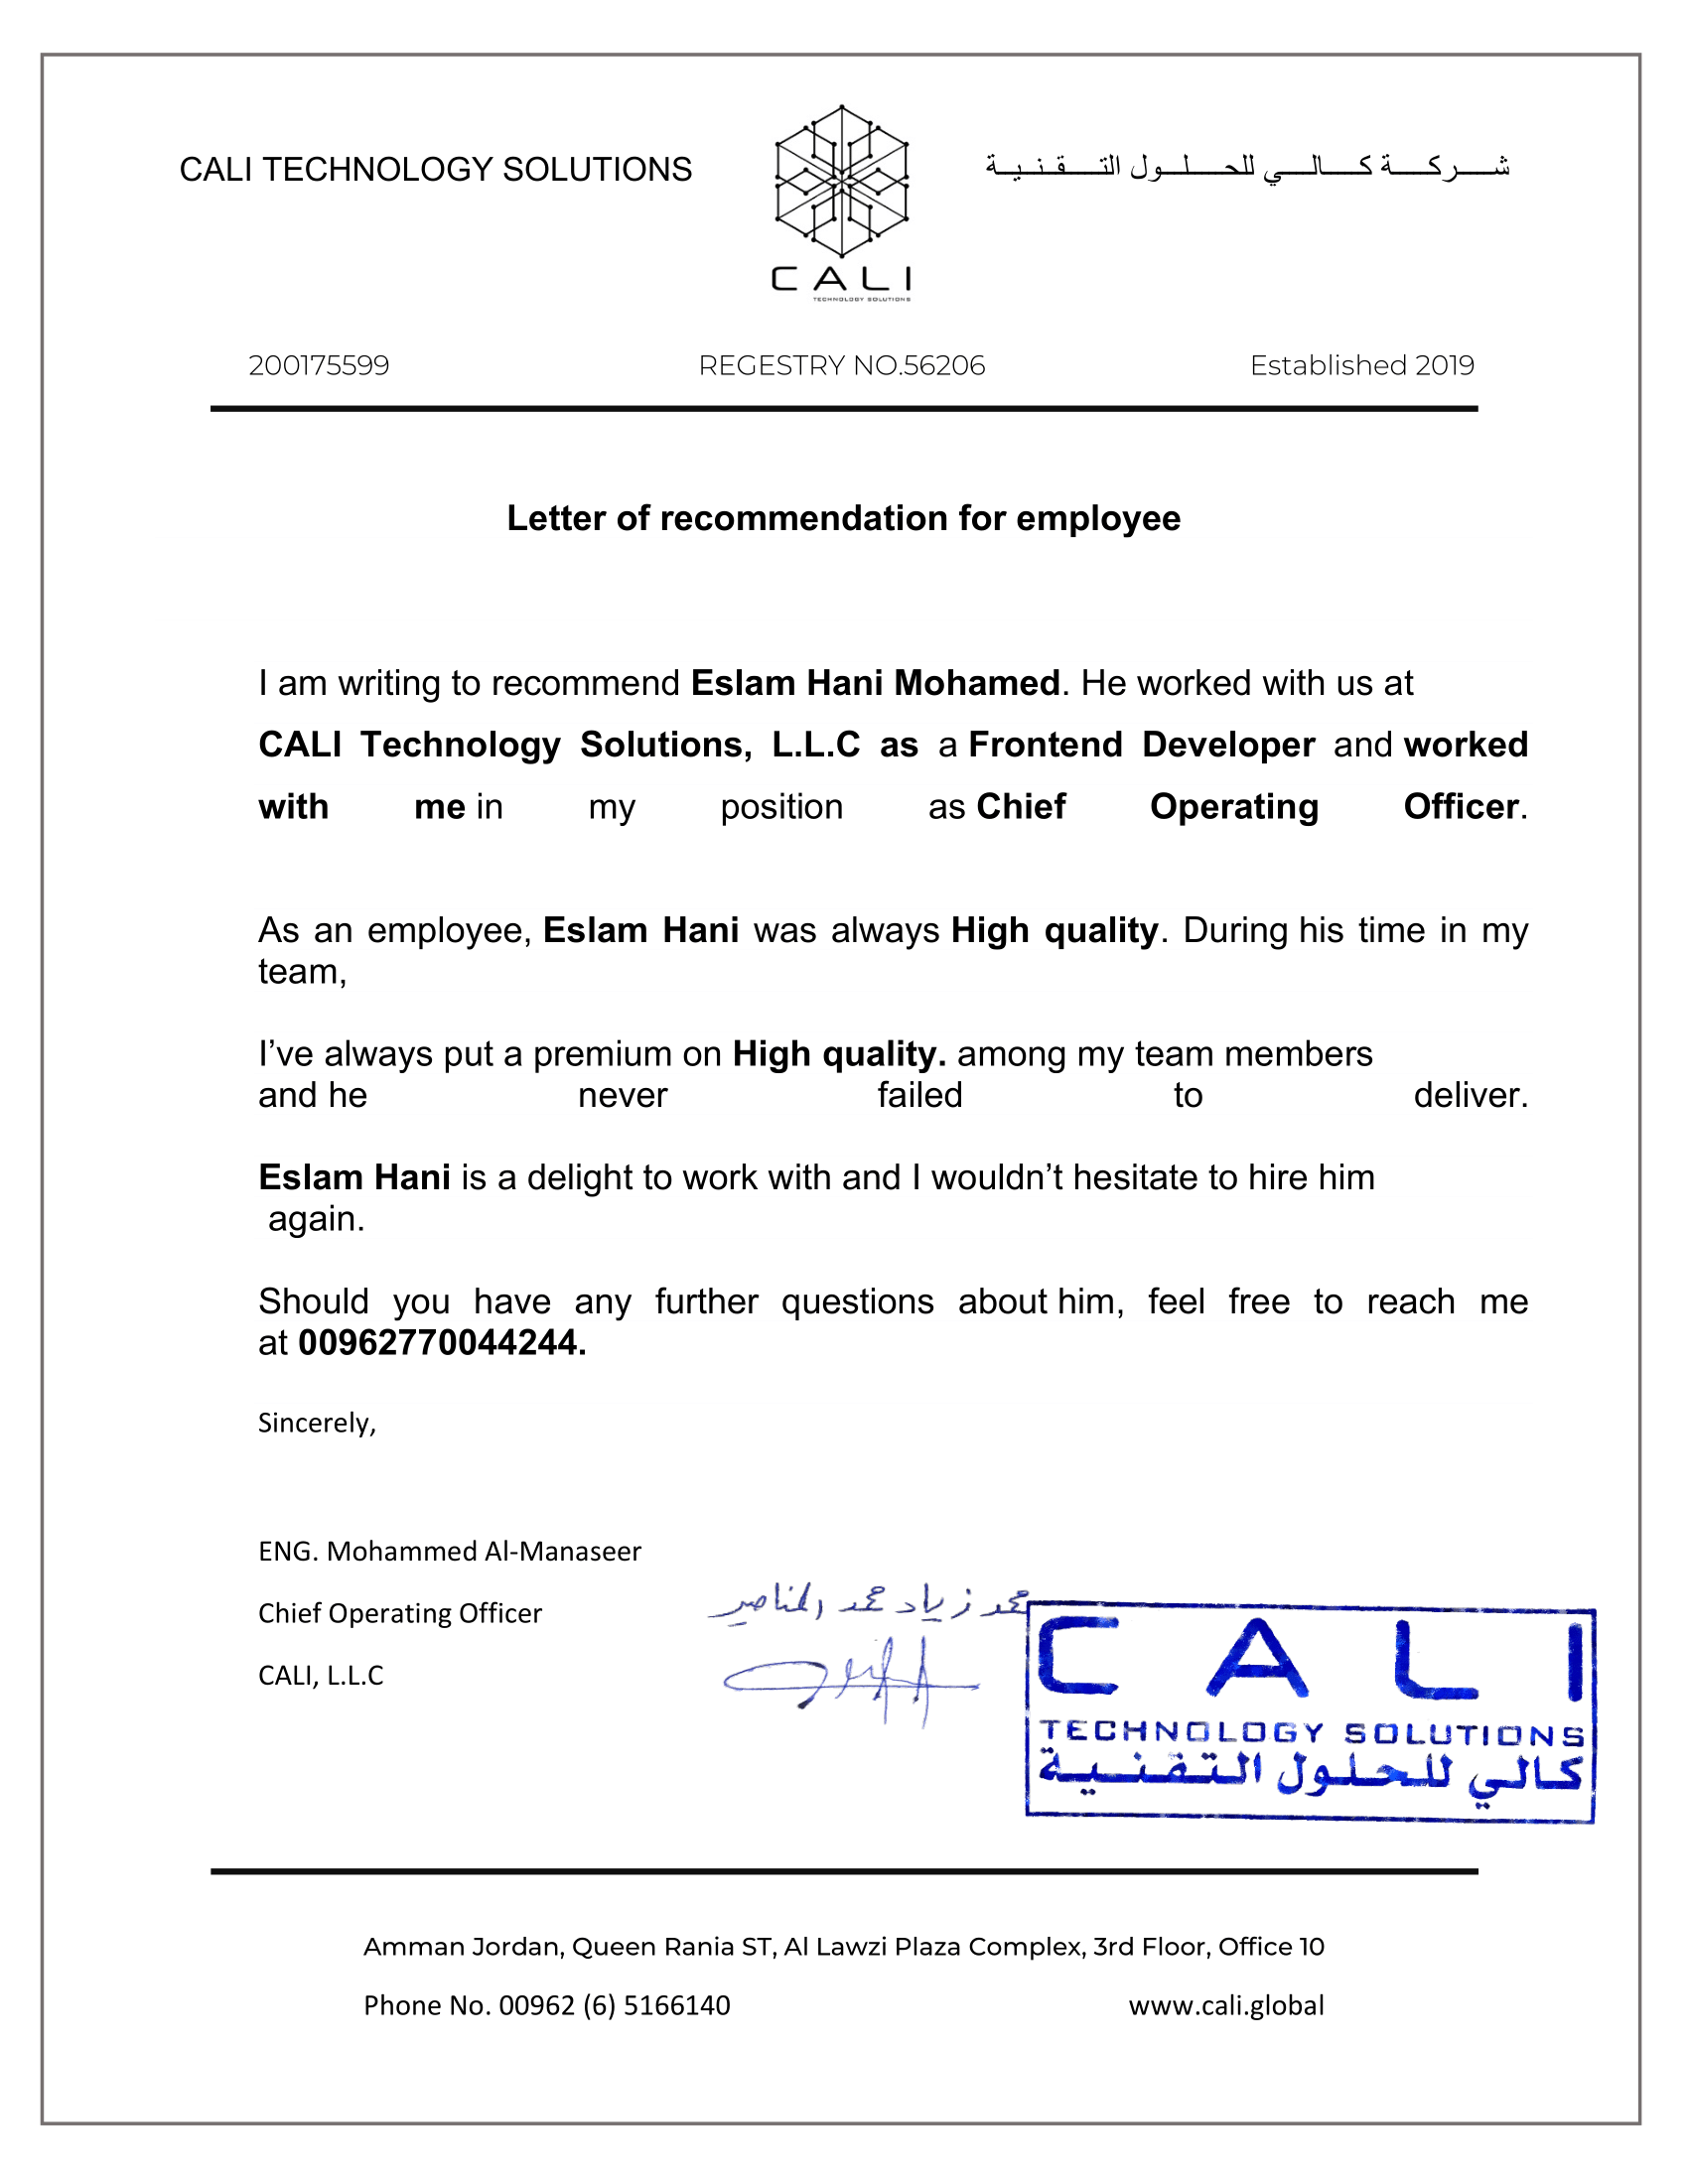 CALI TECHNOLOGY SOLUTIONS
شركة كالي للحلول التقنية
CALI
TECHNOLOGY SOLUTIONS
200175599 REGESTRY NO.56206 Established 2019
Letter of recommendation for employee
I am writing to recommend Eslam Hani Mohamed. He worked with us at
CALI Technology Solutions, L.L.C as a Frontend Developer and worked
with me in my position as Chief Operating Officer.
As an employee, Eslam Hani was always High quality. During his time in my
team,
I’ve always put a premium on High quality. among my team members
and he never failed to deliver.
Eslam Hani is a delight to work with and I wouldn’t hesitate to hire him
again.
Should you have any further questions about him, feel free to reach me
at 00962770044244.
Sincerely,
ENG. Mohammed Al-Manaseer
Chief Operating Officer
CALI, L.L.C
محمد زياد محمد المناصير
CALI
TECHNOLOGY SOLUTIONS
كالي للحلول التقنية
Amman Jordan, Queen Rania ST, Al Lawzi Plaza Complex, 3rd Floor, Office 10
Phone No. 00962 (6) 5166140 www.cali.global